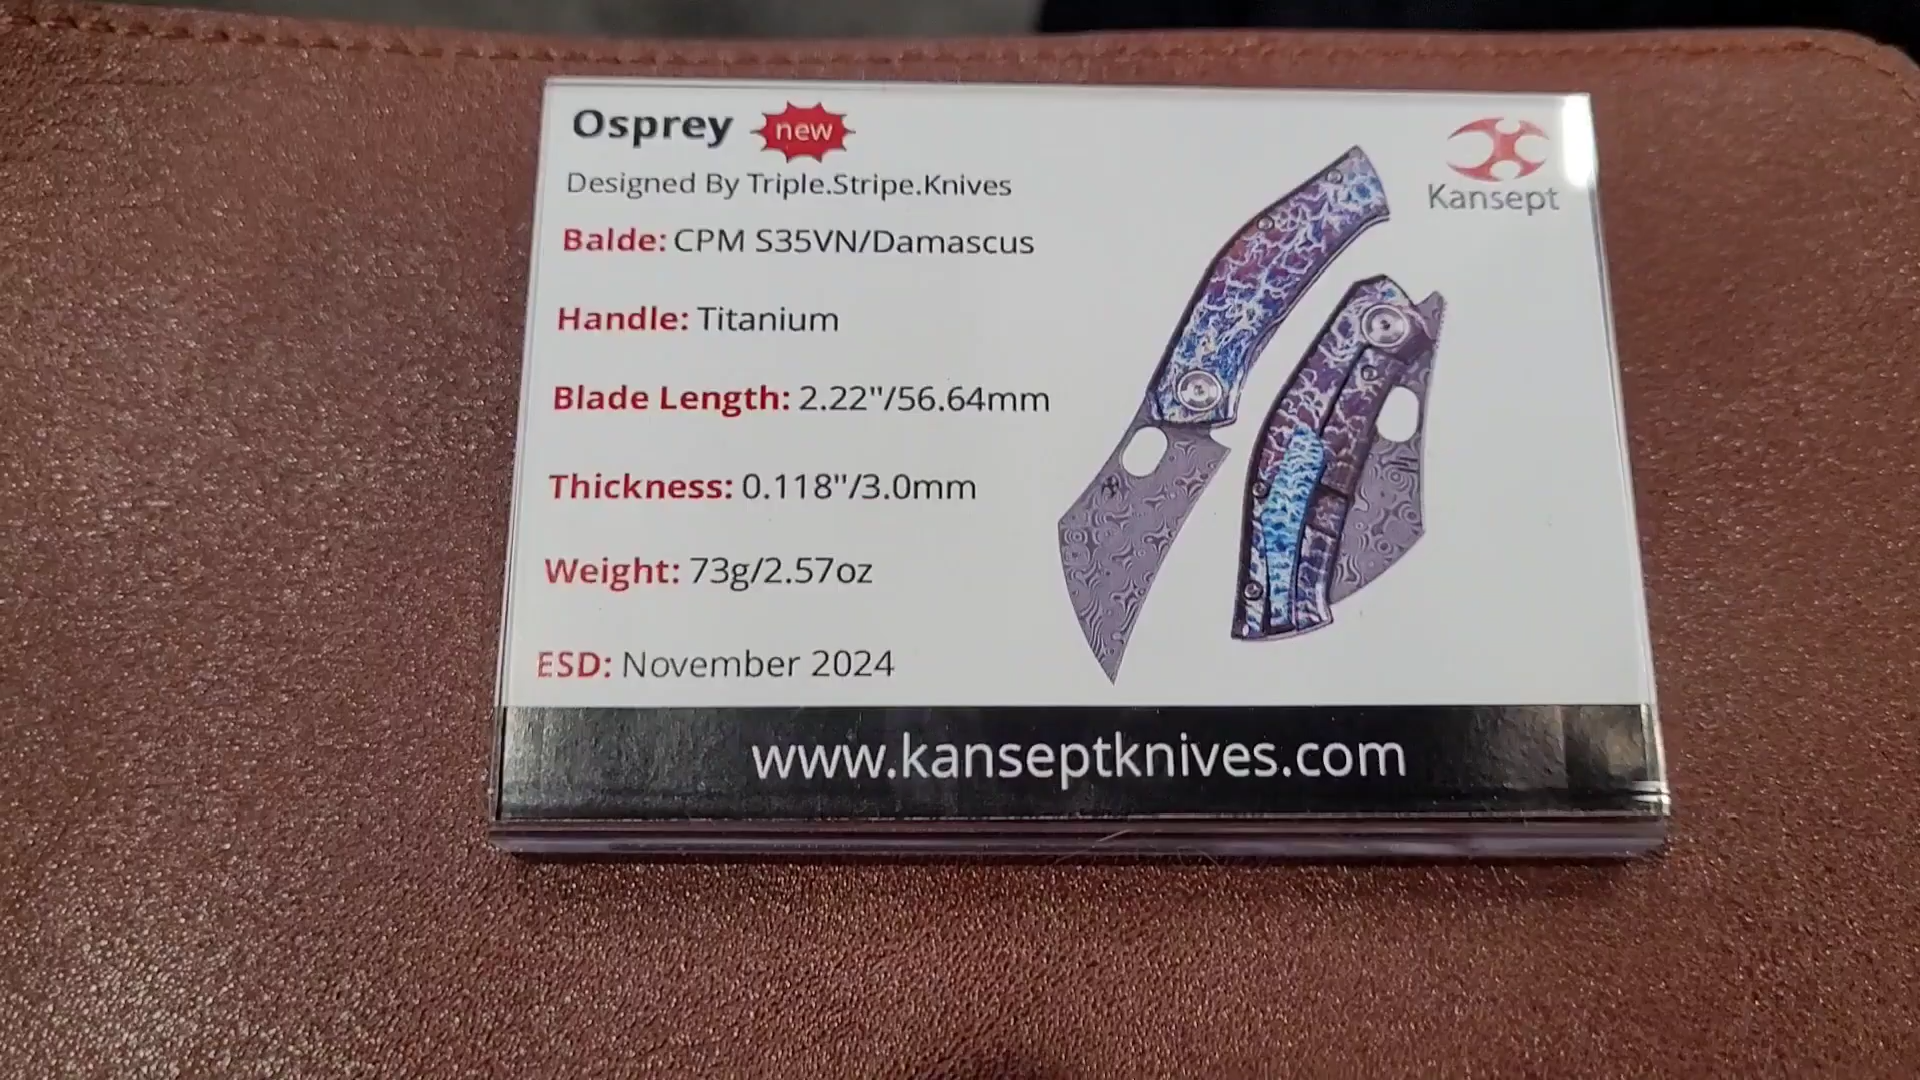 Osprey new
Designed By Triple.Stripe.Knives
Balde: CPM S35VN/Damascus
Handle: Titanium
Blade Length: 2.22"/56.64mm
Thickness: 0.118"/3.0mm
Weight: 73g/2.57oz
ESD: November 2024
Kansept
www.kanseptknives.com